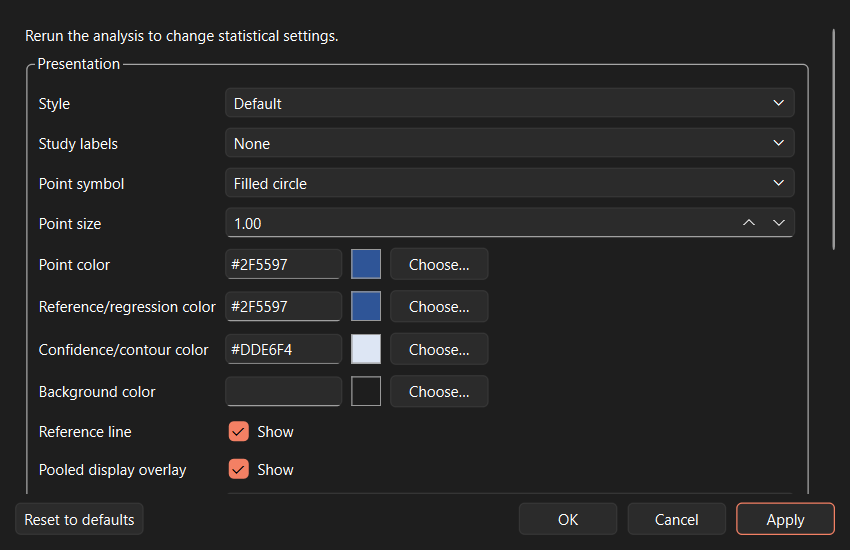 Rerun the analysis to change statistical settings.
Presentation
Style Default
Study labels None
Point symbol Filled circle
Point size 1.00
Point color #2F5597 Choose...
Reference/regression color #2F5597 Choose...
Confidence/contour color #DDE6F4 Choose...
Background color Choose...
Reference line Show
Pooled display overlay Show
Reset to defaults OK Cancel Apply